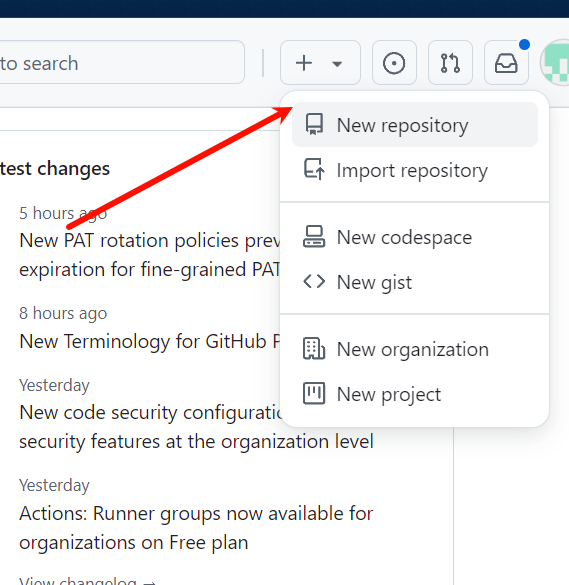 to search
New repository
Import repository
New codespace
New gist
New organization
New project
test changes
5 hours ago
New PAT rotation policies prev
expiration for fine-grained PAT
8 hours ago
New Terminology for GitHub P
Yesterday
New code security configuratio
security features at the organization level
Yesterday
Actions: Runner groups now available for
organizations on Free plan
View changelog →